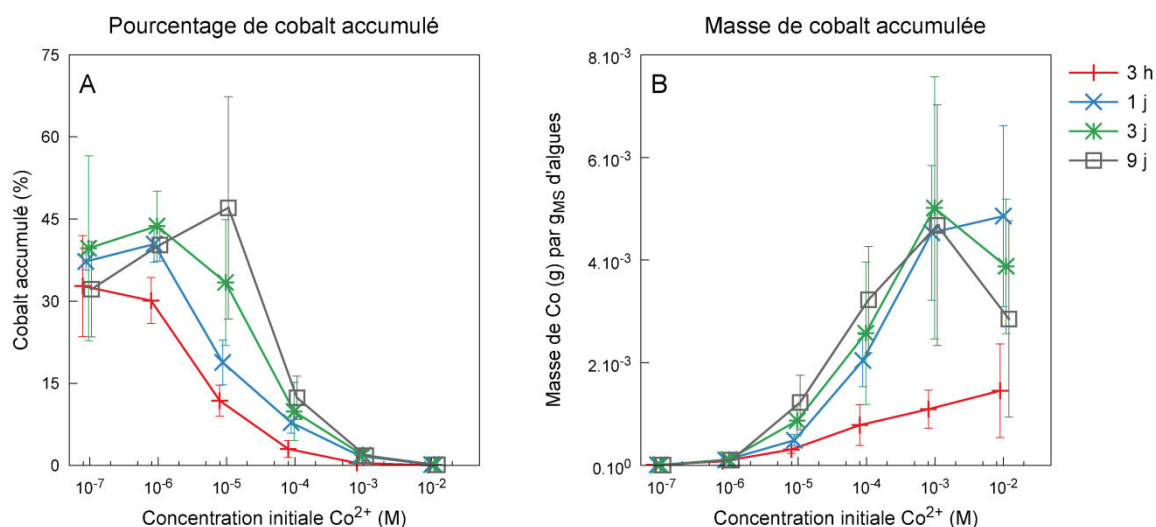 Pourcentage de cobalt accumulé
A
Cobalt accumulé (%)
75
60
45
30
15
0
10-7
10-6
10-5
10-4
10-3
10-2
Concentration initiale Co2+ (M)
Masse de cobalt accumulée
B
Masse de Co (g) par gMS d'algues
8.10-3
6.10-3
4.10-3
2.10-3
0.100
10-7
10-6
10-5
10-4
10-3
10-2
Concentration initiale Co2+ (M)
3 h
1 j
3 j
9 j